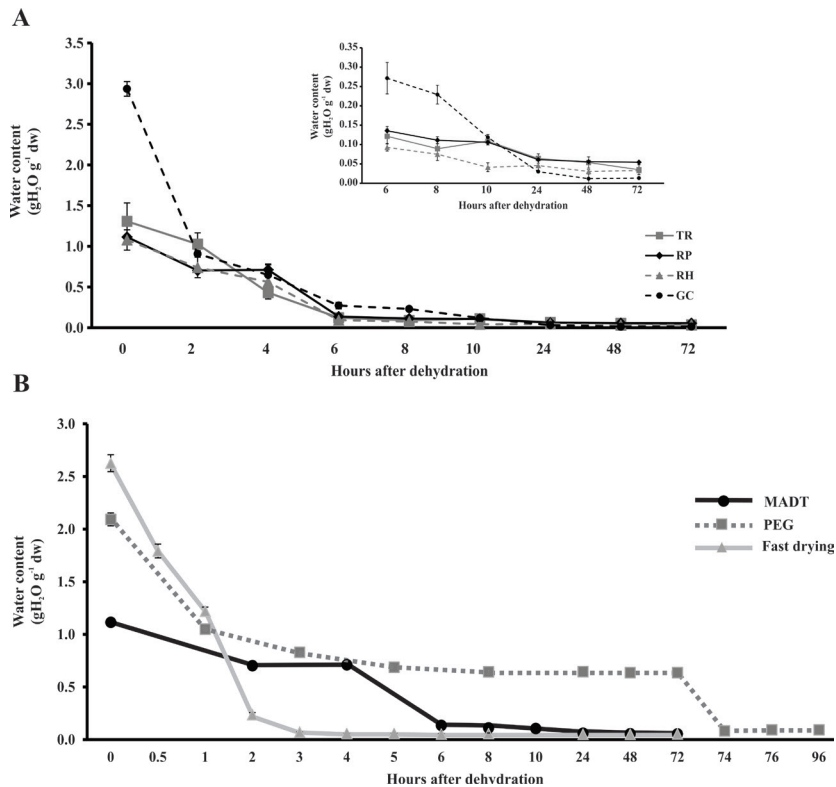 A
Water content
(gH₂O g⁻¹ dw)
3.5
3.0
2.5
2.0
1.5
1.0
0.5
0.0
0 2 4 6 8 10 24 48 72
Hours after dehydration
Water content
(gH₂O g⁻¹ dw)
0.35
0.30
0.25
0.20
0.15
0.10
0.05
0.00
6 8 10 24 48 72
Hours after dehydration
TR
RP
RH
GC
B
Water content
(gH₂O g⁻¹ dw)
3.0
2.5
2.0
1.5
1.0
0.5
0.0
0 0.5 1 2 3 4 5 6 8 10 24 48 72 74 76 96
Hours after dehydration
MADT
PEG
Fast drying